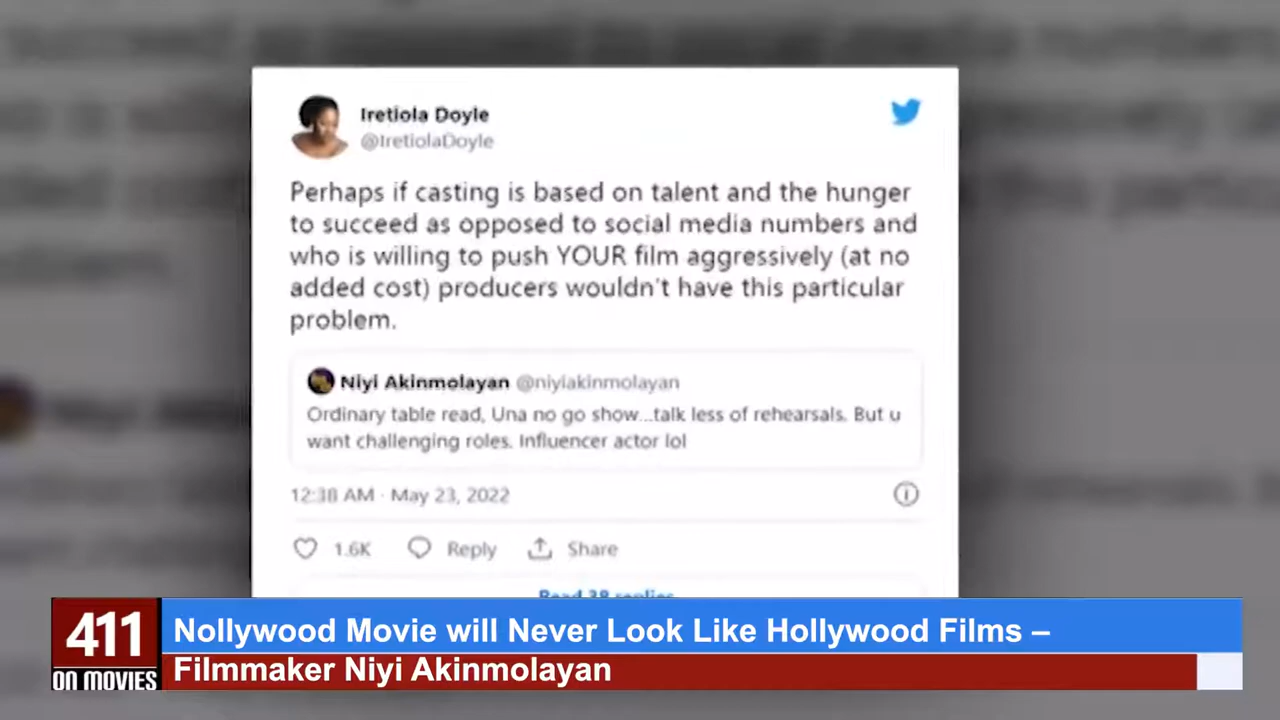 Iretiola Doyle
@IretiolaDoyle
Perhaps if casting is based on talent and the hunger
to succeed as opposed to social media numbers and
who is willing to push YOUR film aggressively (at no
added cost) producers wouldn't have this particular
problem.
Niyi Akinmolayan @niyiakinmolayan
Ordinary table read, Una no go show...talk less of rehearsals. But u
want challenging roles. Influencer actor lol
12:38 AM · May 23, 2022
1.6K Reply Share
Read 38 replies
411
ON MOVIES
Nollywood Movie will Never Look Like Hollywood Films –
Filmmaker Niyi Akinmolayan